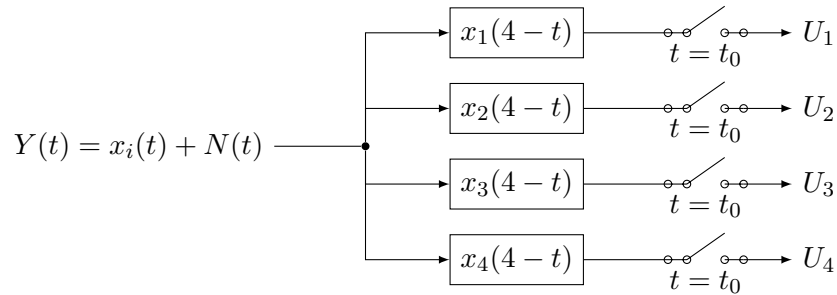 x₁(4 − t) U₁
t = t₀
x₂(4 − t) U₂
t = t₀
Y(t) = xᵢ(t) + N(t)
x₃(4 − t) U₃
t = t₀
x₄(4 − t) U₄
t = t₀